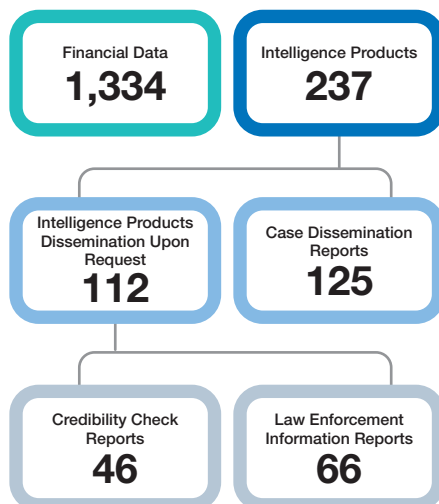 Financial Data
1,334
Intelligence Products
237
Intelligence Products
Dissemination Upon
Request
112
Case Dissemination
Reports
125
Credibility Check
Reports
46
Law Enforcement
Information Reports
66